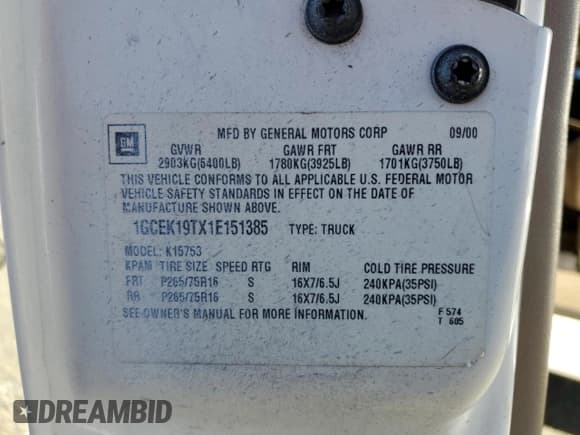 MFD BY GENERAL MOTORS CORP 09/00
GM
GVWR GAWR FRT GAWR RR
2903KG(6400LB) 1780KG(3925LB) 1701KG(3750LB)
THIS VEHICLE CONFORMS TO ALL APPLICABLE U.S. FEDERAL MOTOR
VEHICLE SAFETY STANDARDS IN EFFECT ON THE DATE OF
MANUFACTURE SHOWN ABOVE.
1GCEK19TX1E151385 TYPE: TRUCK
MODEL: K15753
KPAM TIRE SIZE SPEED RTG RIM COLD TIRE PRESSURE
FRT P265/75R16 S 16X7/6.5J 240KPA(35PSI)
RR P265/75R16 S 16X7/6.5J 240KPA(35PSI)
SEE OWNER'S MANUAL FOR MORE INFORMATION.
F 574
T 605
DREAMBID